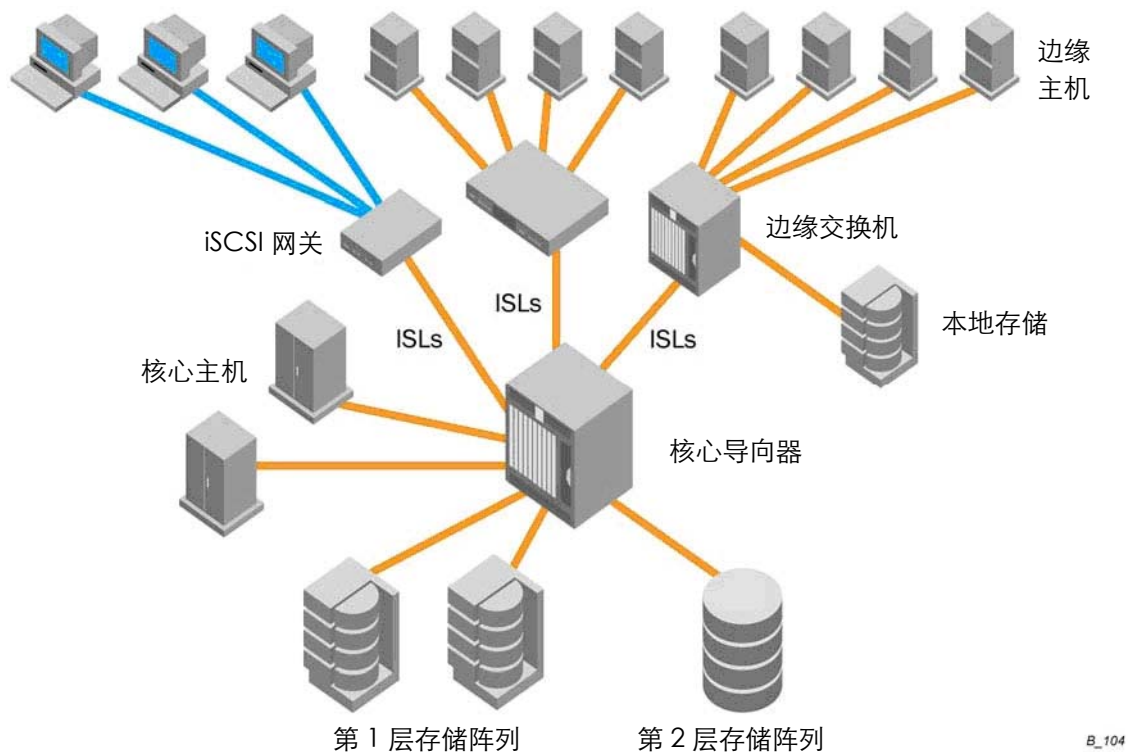 边缘
主机
iSCSI 网关
边缘交换机
ISLs
ISLs
ISLs
本地存储
核心主机
核心导向器
第 1 层存储阵列
第 2 层存储阵列
B_104